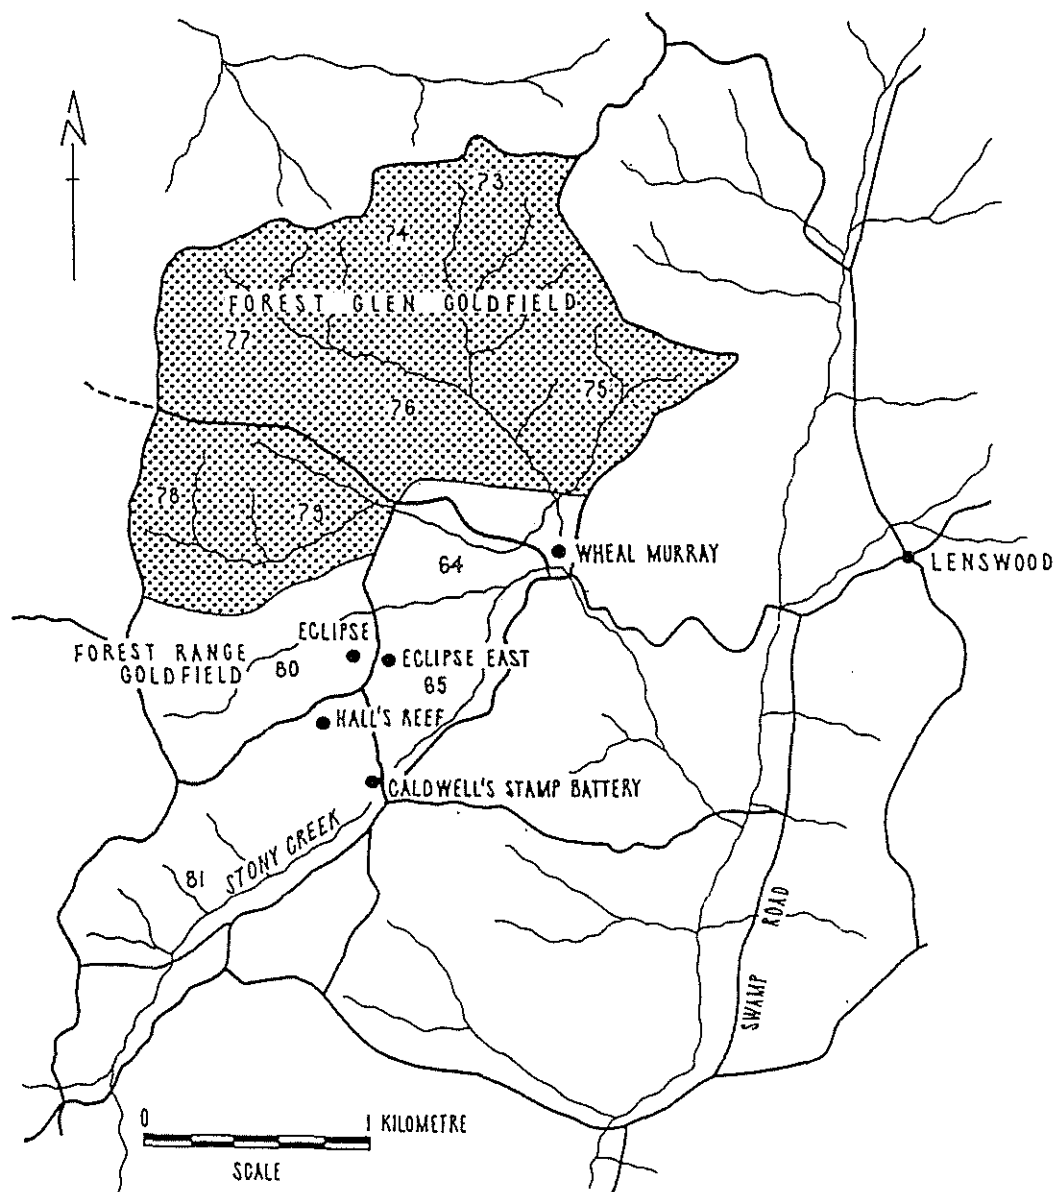 73
74
FOREST GLEN GOLDFIELD
77
75
76
78
79
WHEAL MURRAY
LENSWOOD
64
ECLIPSE
FOREST RANGE
GOLDFIELD
80
ECLIPSE EAST
65
HALL'S REEF
CALDWELL'S STAMP BATTERY
STONY CREEK
81
SWAMP ROAD
0
1 KILOMETRE
SCALE